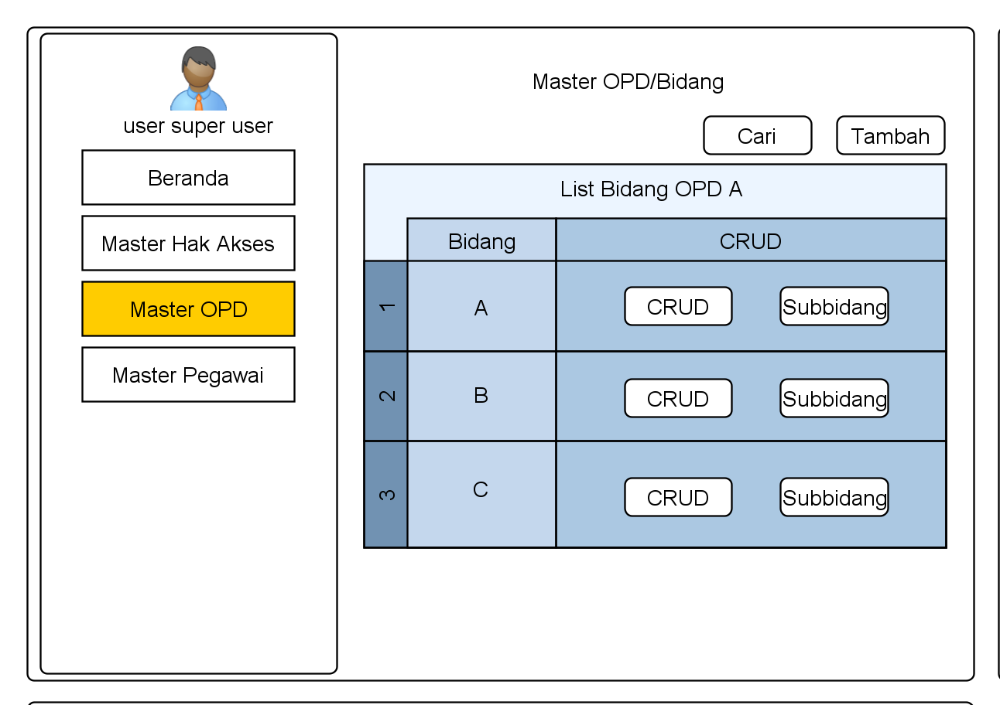 user super user
Beranda
Master Hak Akses
Master OPD
Master Pegawai
Master OPD/Bidang
Cari
Tambah
List Bidang OPD A
Bidang
CRUD
1
A
CRUD
Subbidang
2
B
CRUD
Subbidang
3
C
CRUD
Subbidang